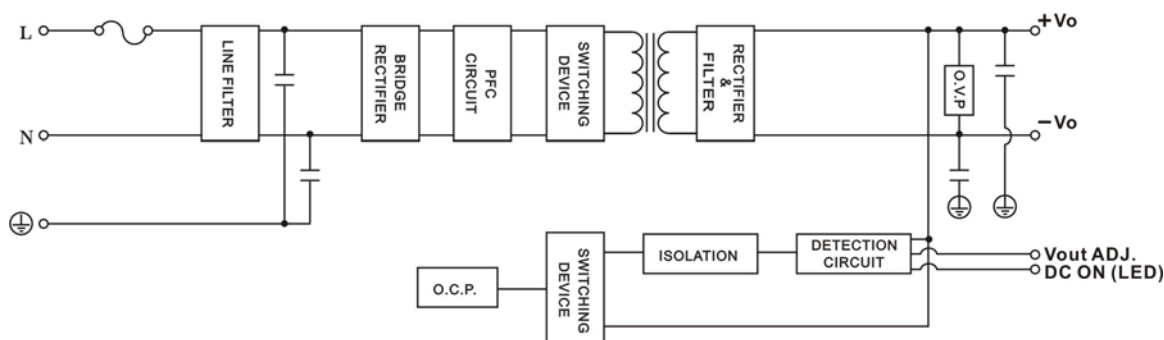 L
N
LINE FILTER
BRIDGE
RECTIFIER
PFC
CIRCUIT
SWITCHING
DEVICE
RECTIFIER
&
FILTER
O.V.P
+Vo
−Vo
O.C.P.
SWITCHING
DEVICE
ISOLATION
DETECTION
CIRCUIT
Vout ADJ.
DC ON (LED)